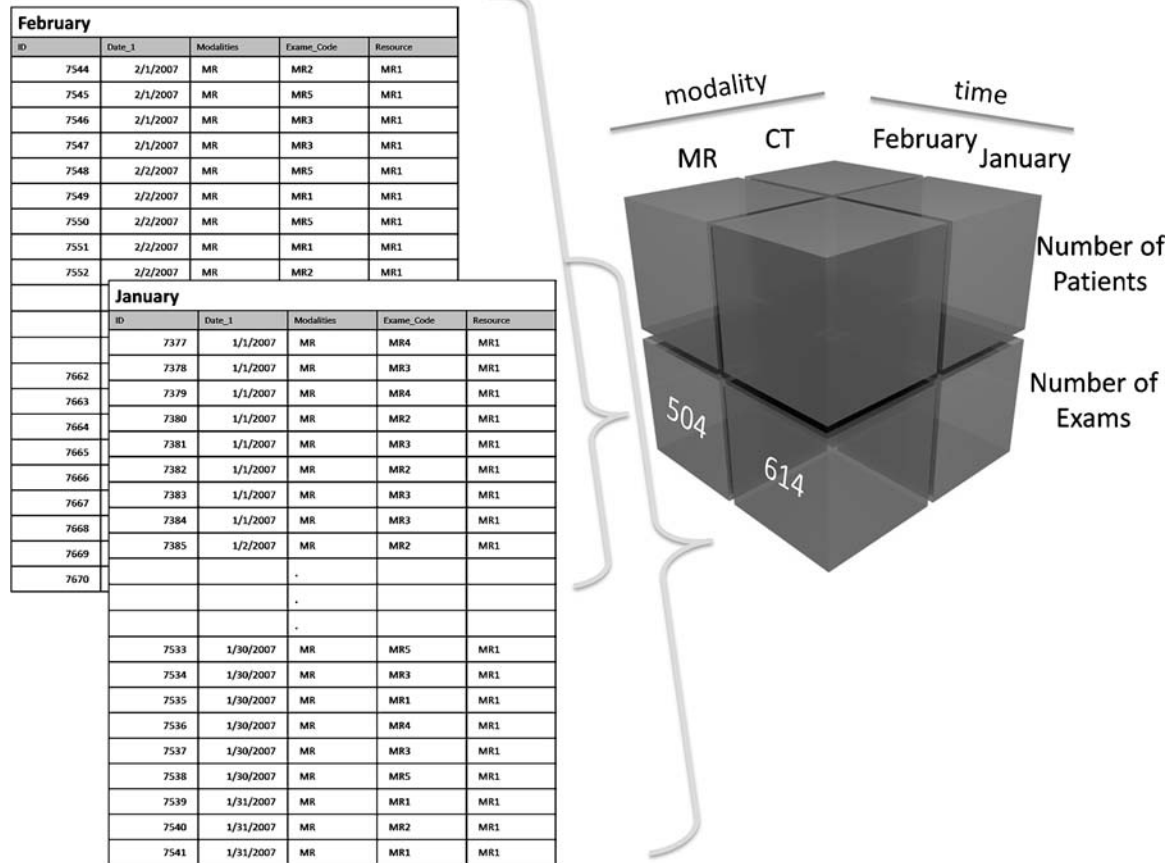 February
ID Date_1 Modalities Exame_Code Resource
7544 2/1/2007 MR MR2 MR1
7545 2/1/2007 MR MR5 MR1
7546 2/1/2007 MR MR3 MR1
7547 2/1/2007 MR MR3 MR1
7548 2/2/2007 MR MR5 MR1
7549 2/2/2007 MR MR1 MR1
7550 2/2/2007 MR MR5 MR1
7551 2/2/2007 MR MR1 MR1
7552 2/2/2007 MR MR2 MR1
7662
7663
7664
7665
7666
7667
7668
7669
7670
January
ID Date_1 Modalities Exame_Code Resource
7377 1/1/2007 MR MR4 MR1
7378 1/1/2007 MR MR3 MR1
7379 1/1/2007 MR MR4 MR1
7380 1/1/2007 MR MR2 MR1
7381 1/1/2007 MR MR3 MR1
7382 1/1/2007 MR MR2 MR1
7383 1/1/2007 MR MR3 MR1
7384 1/1/2007 MR MR3 MR1
7385 1/2/2007 MR MR2 MR1
.
.
.
7533 1/30/2007 MR MR5 MR1
7534 1/30/2007 MR MR3 MR1
7535 1/30/2007 MR MR1 MR1
7536 1/30/2007 MR MR4 MR1
7537 1/30/2007 MR MR3 MR1
7538 1/30/2007 MR MR5 MR1
7539 1/31/2007 MR MR1 MR1
7540 1/31/2007 MR MR2 MR1
7541 1/31/2007 MR MR1 MR1
modality time
MR CT February January
Number of
Patients
Number of
Exams
504
614